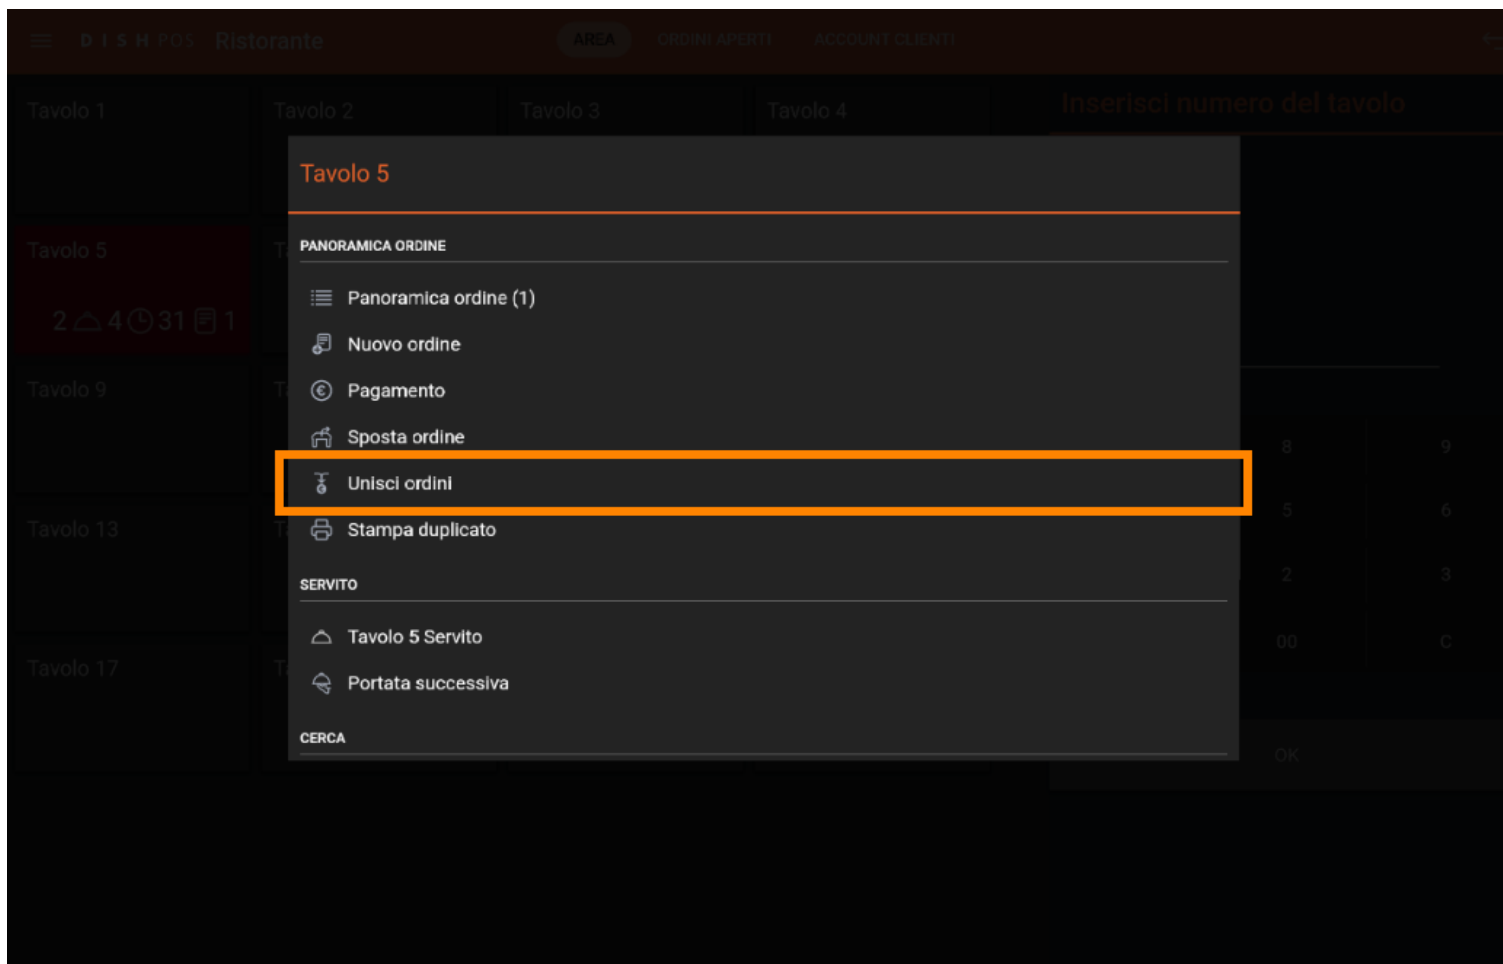 DISH POS Ristorante AREA ORDINI APERTI ACCOUNT CLIENTI
Tavolo 1 Tavolo 2 Tavolo 3 Tavolo 4 Inserisci numero del tavolo
Tavolo 5
PANORAMICA ORDINE
Tavolo 5
Panoramica ordine (1)
2 4 31 1
Nuovo ordine
Tavolo 9
Pagamento
Sposta ordine
8 9
Unisci ordini
5 6
Tavolo 13
Stampa duplicato
2 3
SERVITO
Tavolo 5 Servito
00 C
Tavolo 17
Portata successiva
CERCA
OK